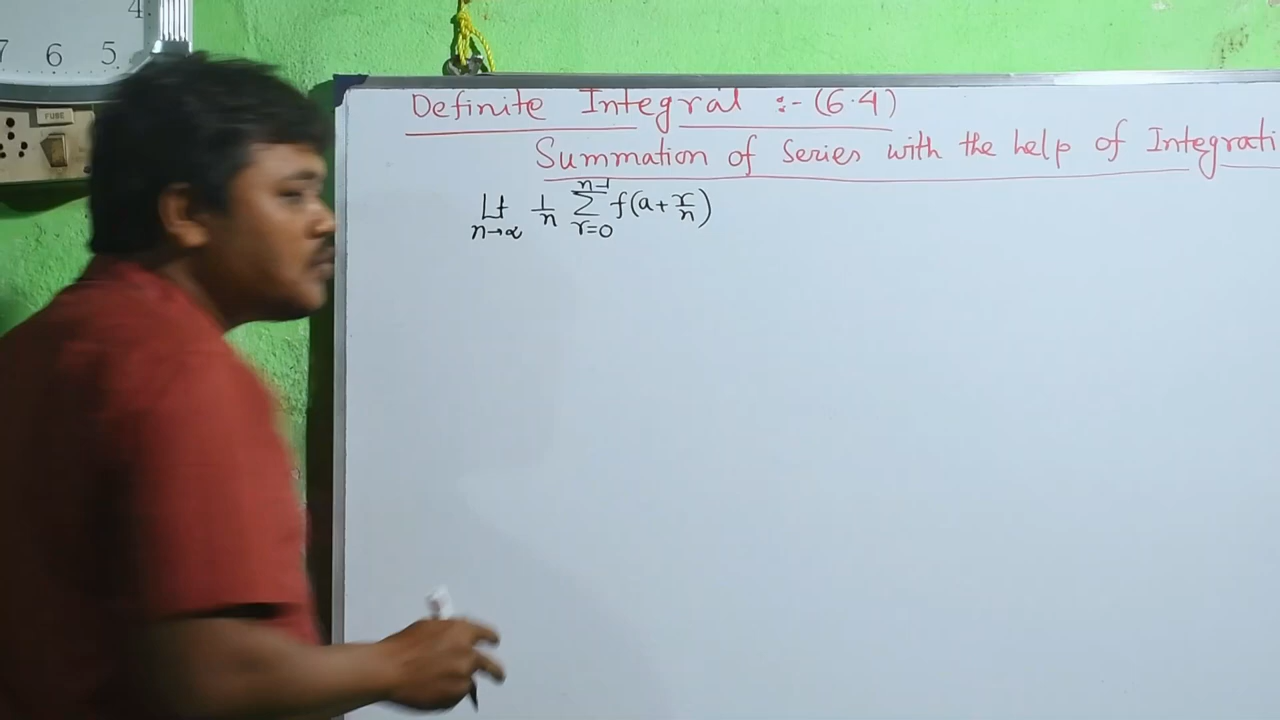 4
7 6 5
FUSE
Definite Integral :- (6.4)
Summation of Series with the help of Integrati
Lt n→∝ 1/n n-1 Σ r=0 f(a+r/n)